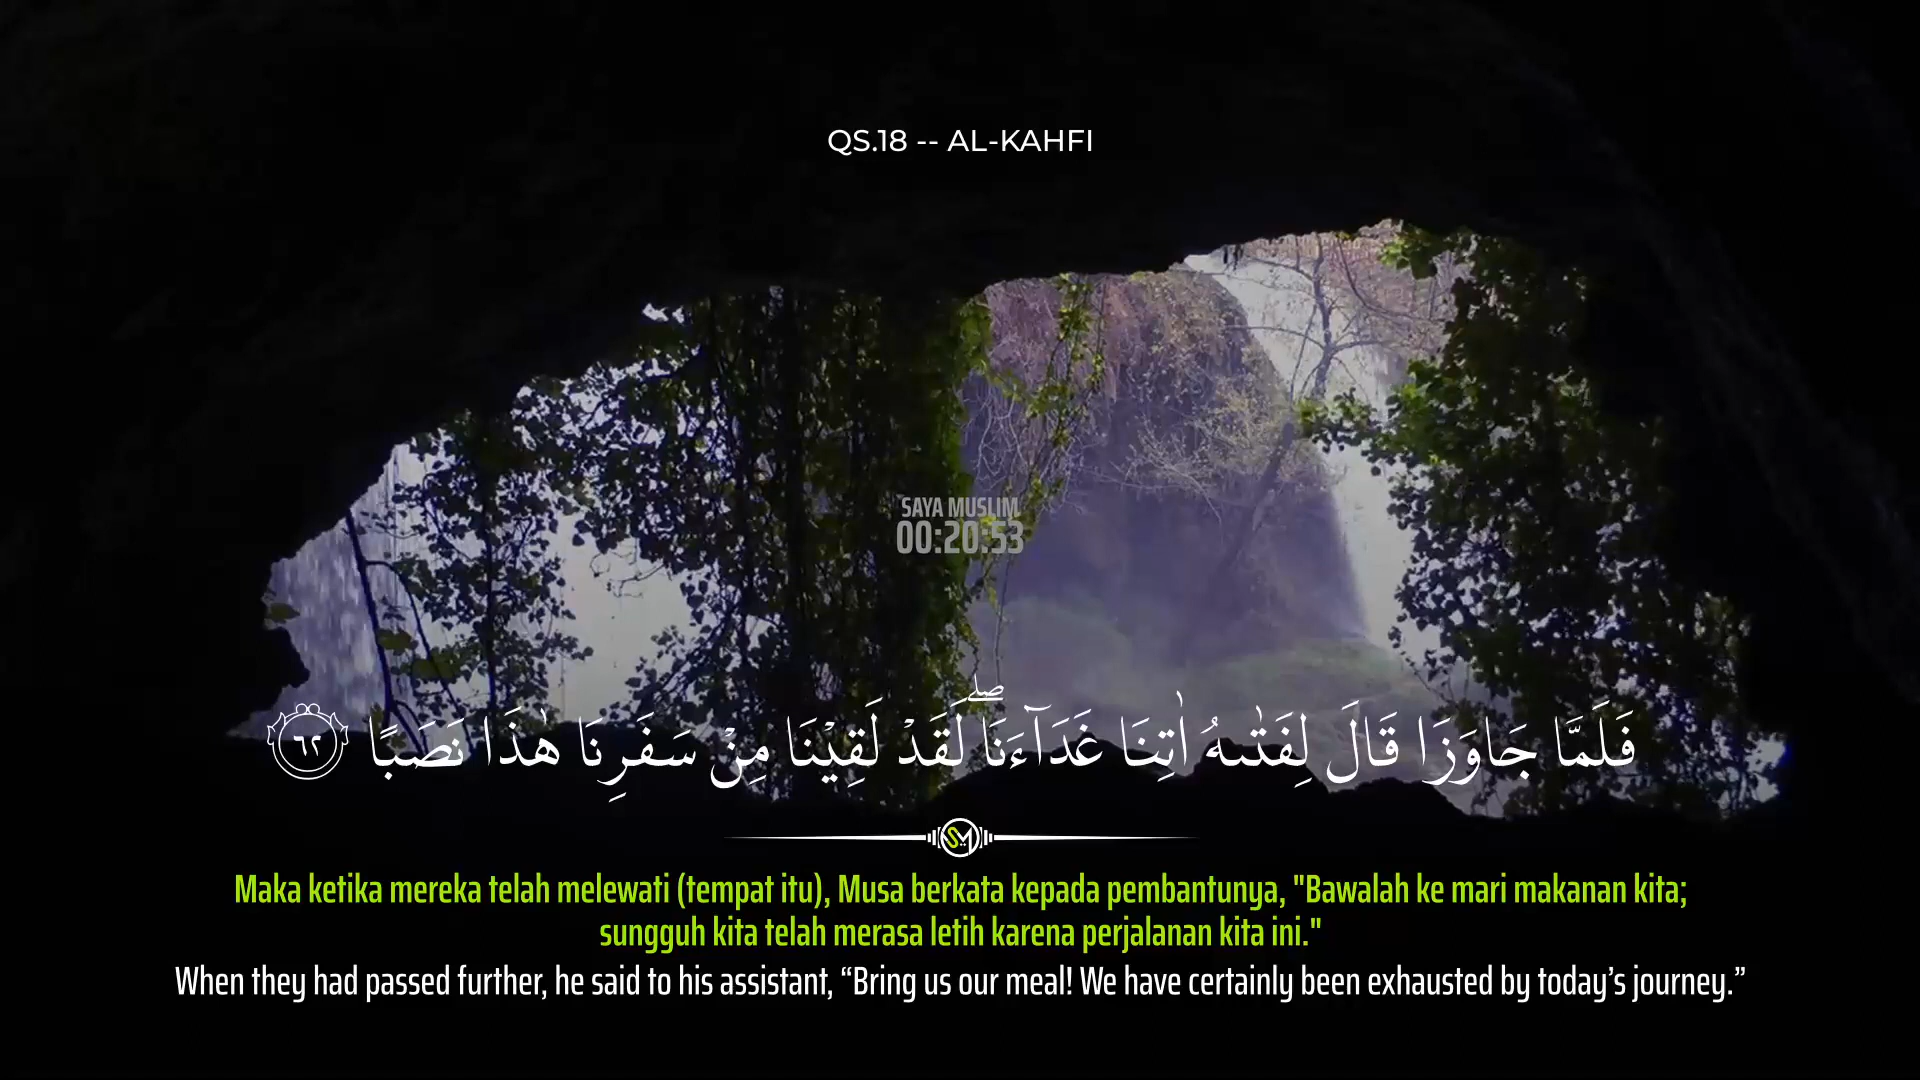 QS.18 -- AL-KAHFI
SAYA MUSLIM
00:20:53
فَلَمَّا جَاوَزَا قَالَ لِفَتٰىهُ اٰتِنَا غَدَاۤءَنَاۖ لَقَدْ لَقِيْنَا مِنْ سَفَرِنَا هٰذَا نَصَبًا ٦٢
Maka ketika mereka telah melewati (tempat itu), Musa berkata kepada pembantunya, "Bawalah ke mari makanan kita;
sungguh kita telah merasa letih karena perjalanan kita ini."
When they had passed further, he said to his assistant, “Bring us our meal! We have certainly been exhausted by today’s journey.”